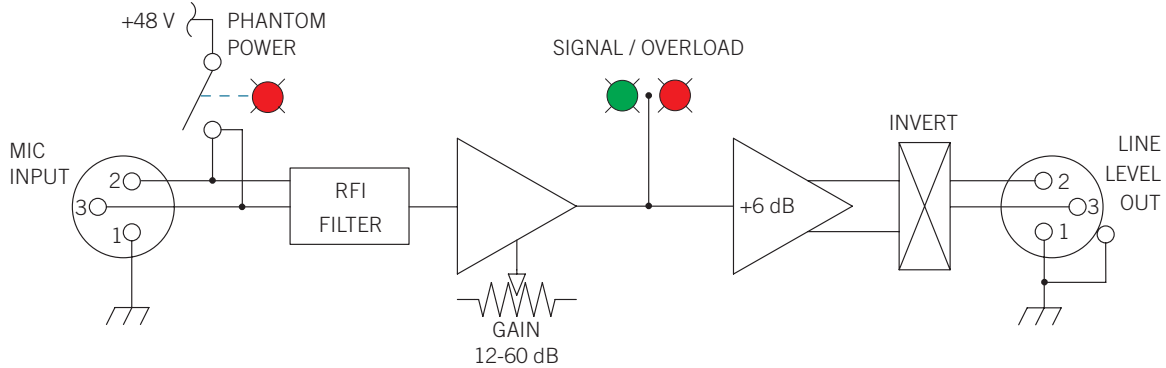 +48 V
PHANTOM
POWER
SIGNAL / OVERLOAD
MIC
INPUT
2
3
1
RFI
FILTER
GAIN
12-60 dB
+6 dB
INVERT
2
3
1
LINE
LEVEL
OUT